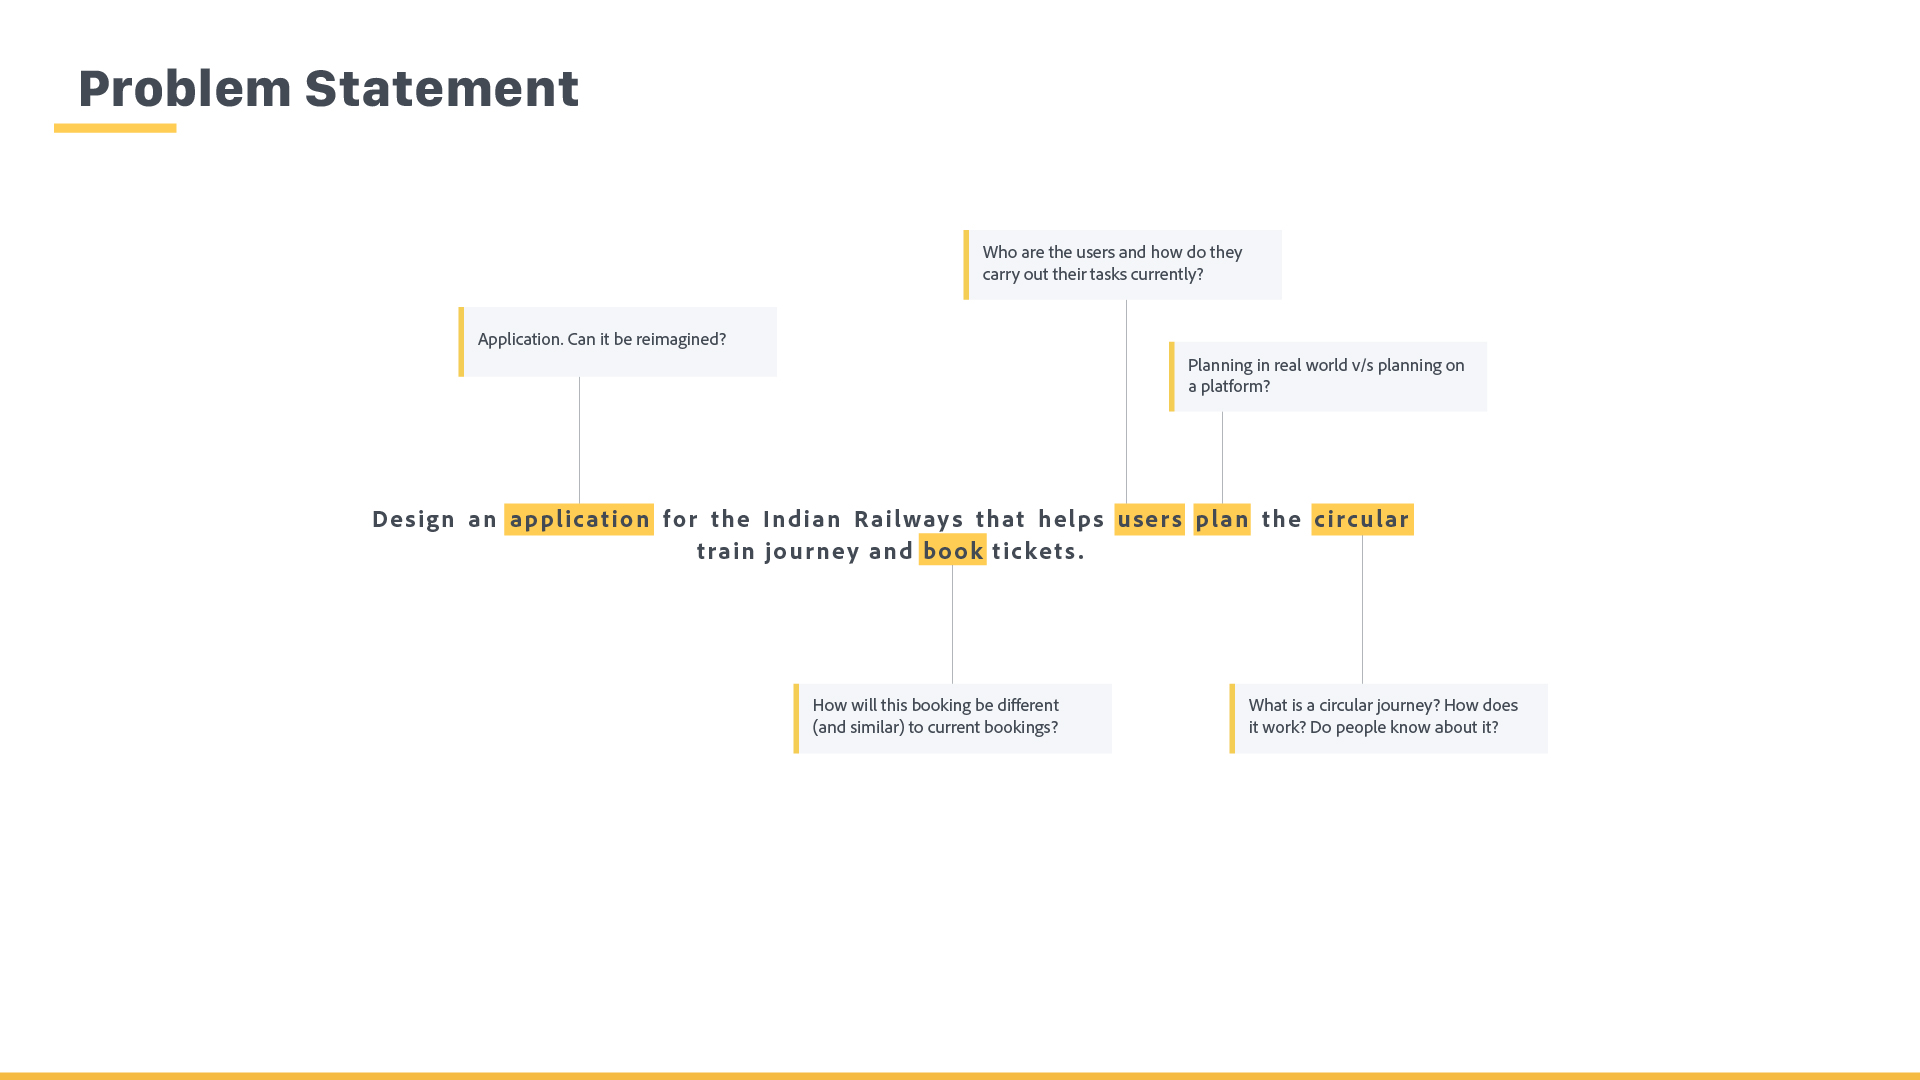 Problem Statement
Who are the users and how do they
carry out their tasks currently?
Application. Can it be reimagined?
Planning in real world v/s planning on
a platform?
Design an application for the Indian Railways that helps users plan the circular
train journey and book tickets.
How will this booking be different
(and similar) to current bookings?
What is a circular journey? How does
it work? Do people know about it?